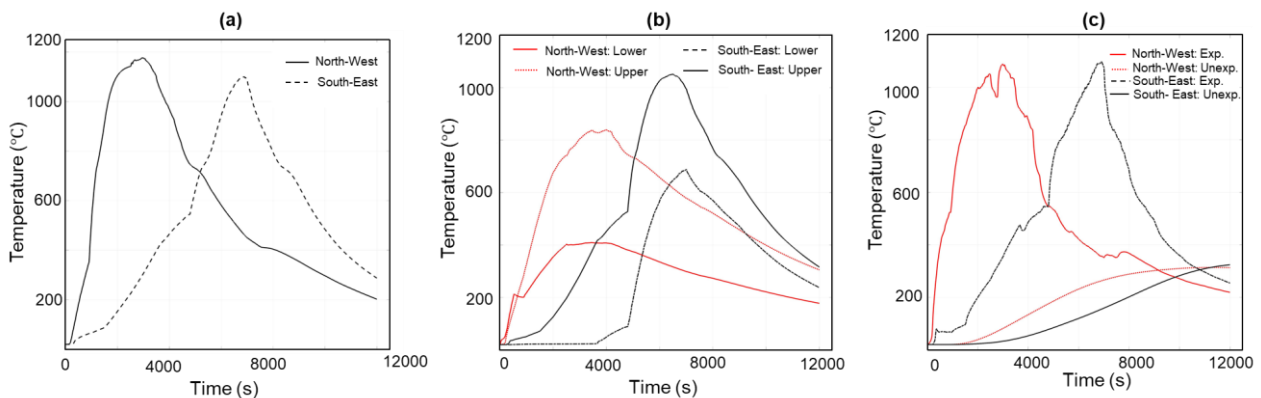 (a)
1200
1000
Temperature (°C)
600
200
0
4000
8000
12000
Time (s)
North-West
South-East
(b)
1200
1000
Temperature (°C)
600
200
0
4000
8000
12000
Time (s)
North-West: Lower
North-West: Upper
South-East: Lower
South- East: Upper
(c)
1200
1000
Temperature (°C)
600
200
0
4000
8000
12000
Time (s)
North-West: Exp.
North-West: Unexp.
South-East: Exp.
South- East: Unexp.